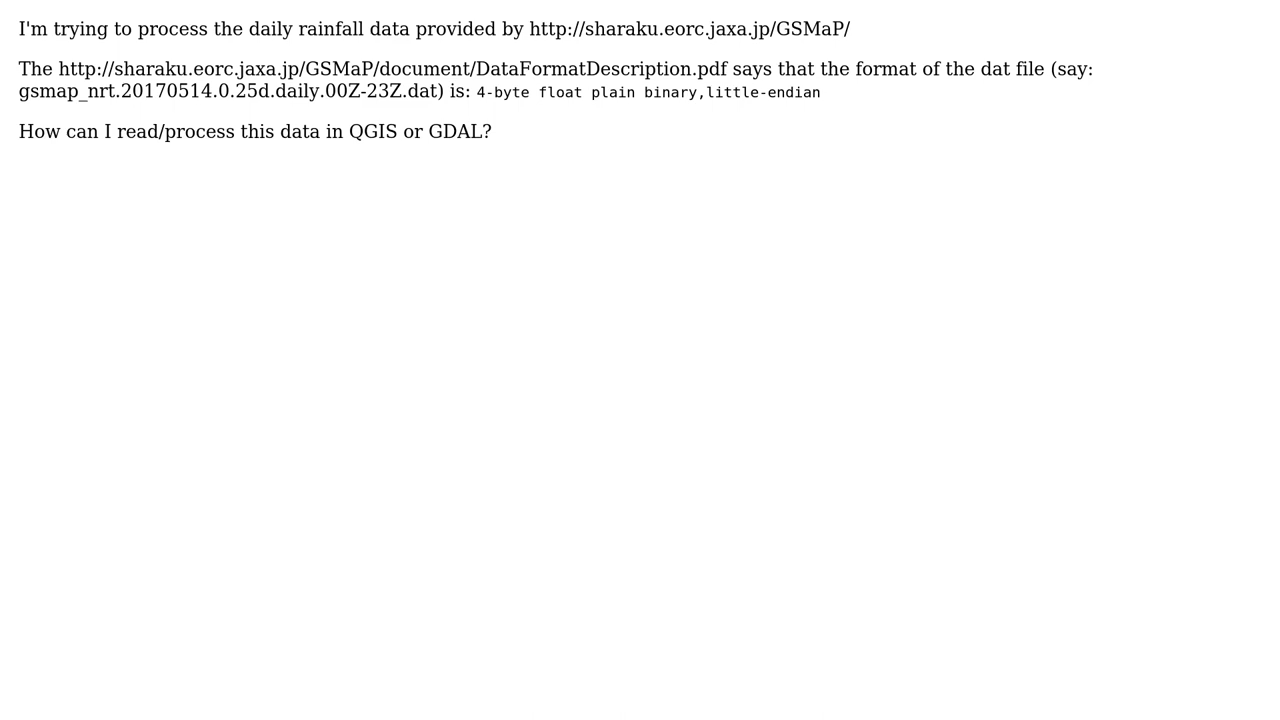 I'm trying to process the daily rainfall data provided by http://sharaku.eorc.jaxa.jp/GSMaP/
The http://sharaku.eorc.jaxa.jp/GSMaP/document/DataFormatDescription.pdf says that the format of the dat file (say:
gsmap_nrt.20170514.0.25d.daily.00Z-23Z.dat) is: 4-byte float plain binary,little-endian
How can I read/process this data in QGIS or GDAL?